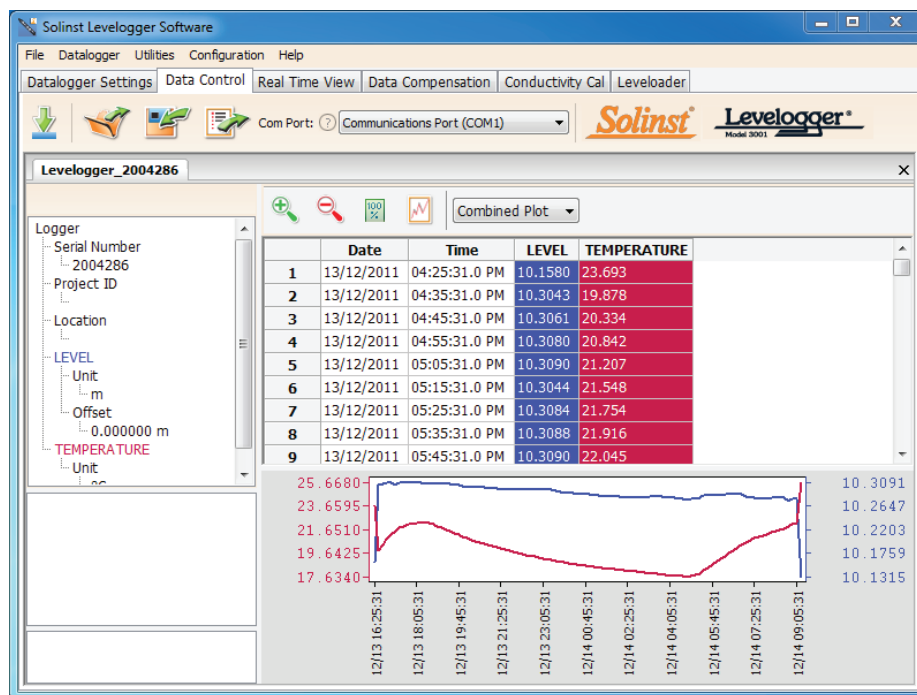 Solinst Levelogger Software
File Datalogger Utilities Configuration Help
Datalogger Settings Data Control Real Time View Data Compensation Conductivity Cal Leveloader
Com Port: ? Communications Port (COM1) Solinst® Levelogger®
Model 3001
Levelogger_2004286
Combined Plot
100
%
Logger
Serial Number
2004286
Project ID
Location
LEVEL
Unit
m
Offset
0.000000 m
TEMPERATURE
Unit
Date Time LEVEL TEMPERATURE
1 13/12/2011 04:25:31.0 PM 10.1580 23.693
2 13/12/2011 04:35:31.0 PM 10.3043 19.878
3 13/12/2011 04:45:31.0 PM 10.3061 20.334
4 13/12/2011 04:55:31.0 PM 10.3080 20.842
5 13/12/2011 05:05:31.0 PM 10.3090 21.207
6 13/12/2011 05:15:31.0 PM 10.3044 21.548
7 13/12/2011 05:25:31.0 PM 10.3084 21.754
8 13/12/2011 05:35:31.0 PM 10.3088 21.916
9 13/12/2011 05:45:31.0 PM 10.3090 22.045
25.6680 10.3091
23.6595 10.2647
21.6510 10.2203
19.6425 10.1759
17.6340 10.1315
12/13 16:25:31
12/13 18:05:31
12/13 19:45:31
12/13 21:25:31
12/13 23:05:31
12/14 00:45:31
12/14 02:25:31
12/14 04:05:31
12/14 05:45:31
12/14 07:25:31
12/14 09:05:31